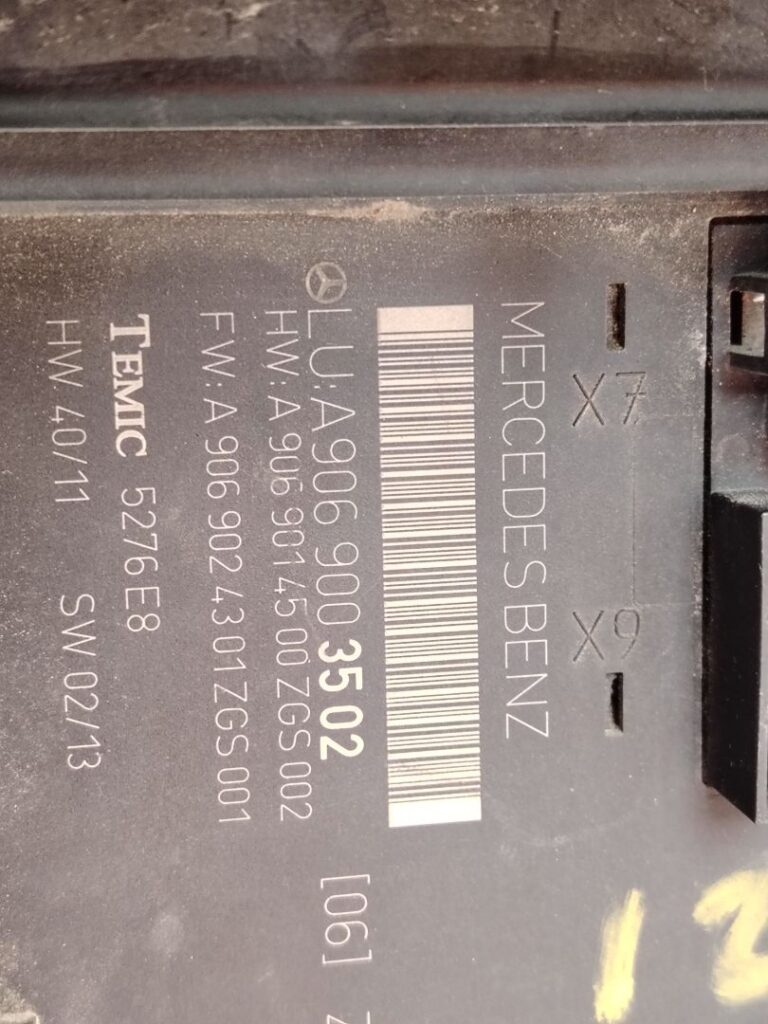 X7 X9
MERCEDES BENZ
LU: A 906 900 35 02 [06]
HW: A 906 901 45 00 ZGS 002
FW: A 906 902 43 01 ZGS 001
TEMIC 5276E8
HW 40/11 SW 02/13